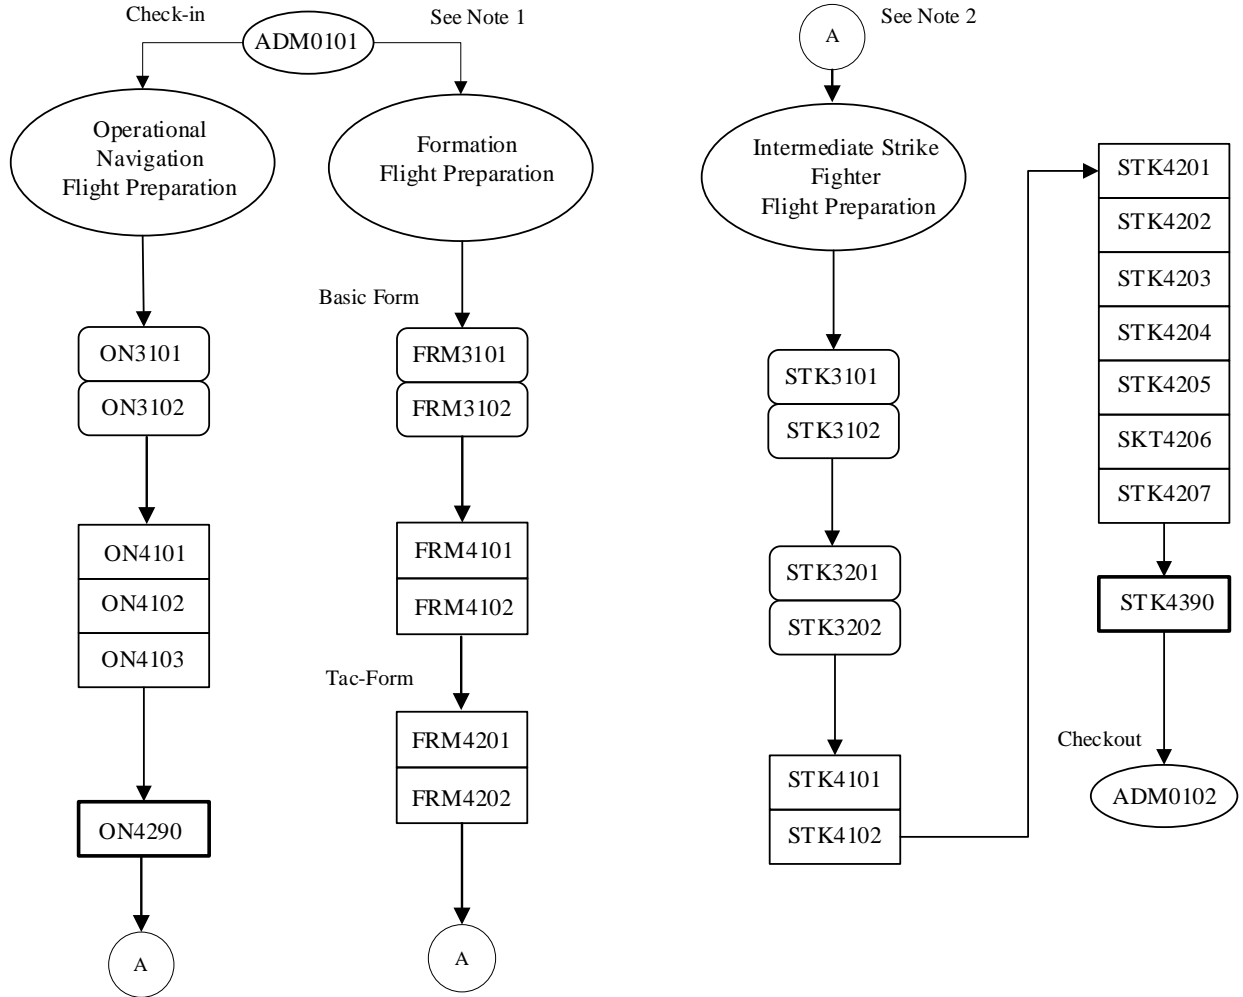 Check-in
ADM0101
See Note 1
Operational
Navigation
Flight Preparation
ON3101
ON3102
ON4101
ON4102
ON4103
ON4290
A
Formation
Flight Preparation
Basic Form
FRM3101
FRM3102
FRM4101
FRM4102
Tac-Form
FRM4201
FRM4202
A
A
See Note 2
Intermediate Strike
Fighter
Flight Preparation
STK3101
STK3102
STK3201
STK3202
STK4101
STK4102
STK4201
STK4202
STK4203
STK4204
STK4205
SKT4206
STK4207
STK4390
Checkout
ADM0102